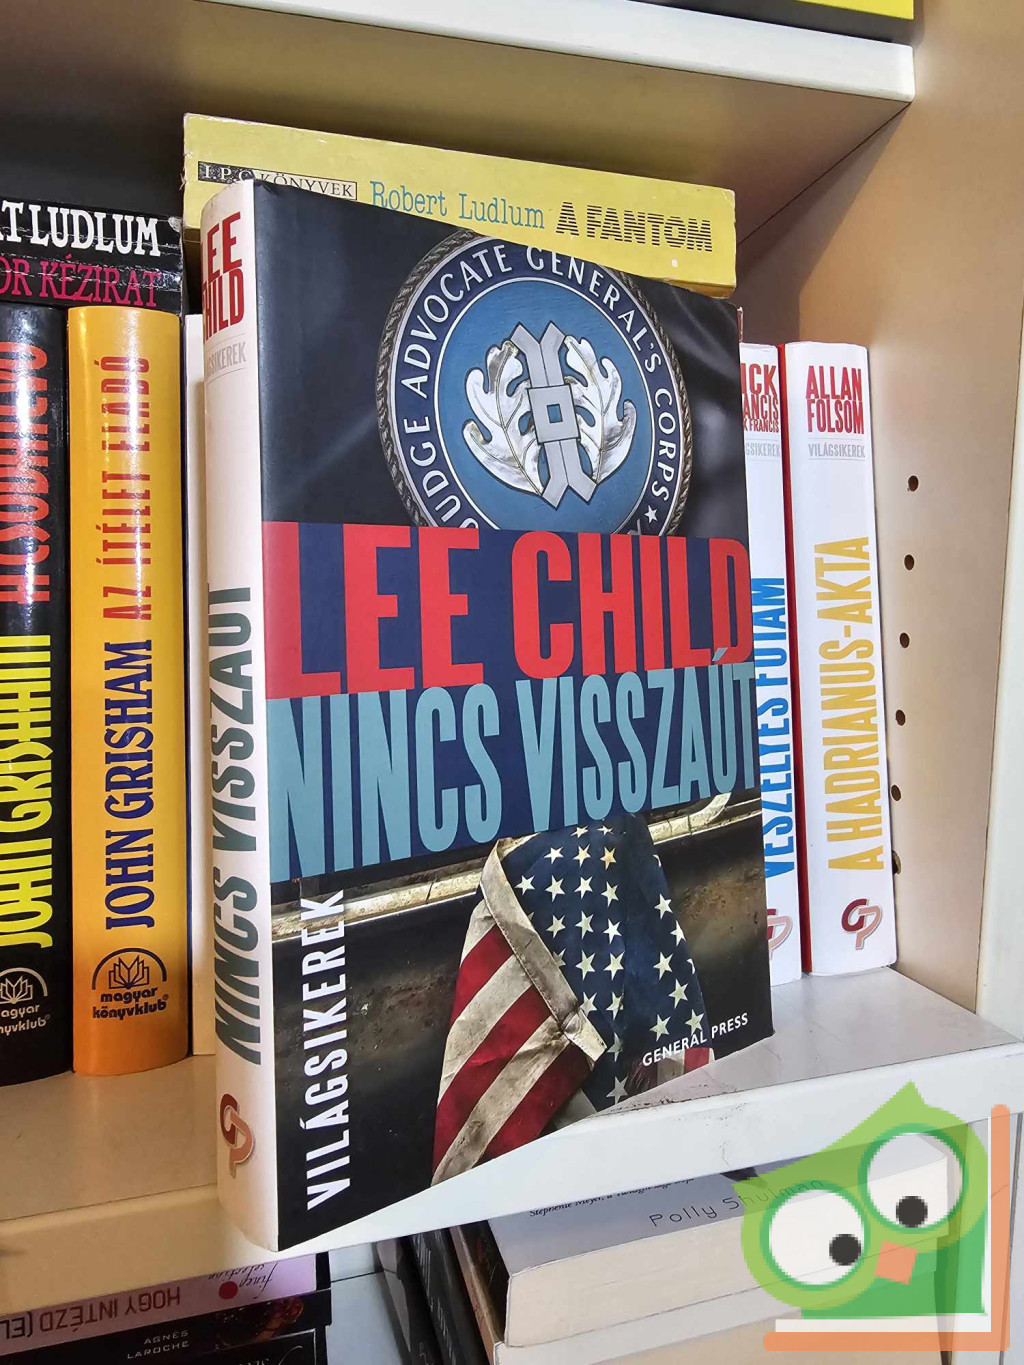 I.P.C. KÖNYVEK Robert Ludlum A FANTOM
LUDLUM
KÉZIRAT
JOHN GRISHAM
JOHN GRISHAM AZ ÍTÉLET ELADÓ
magyar
könyvklub
LEE
CHILD
NINCS VISSZAÚT
JUDGE ADVOCATE GENERAL'S CORPS
LEE CHILD
NINCS VISSZAÚT
VILÁGSIKEREK
GENERAL PRESS
FRANCIS
VESZÉLYES FUTAM
ALLAN
FOLSOM
VILÁGSIKEREK
A HADRIANUS-AKTA
GP
Polly Shulman
HOGY INTÉZD
AGNÈS
LAROCHE